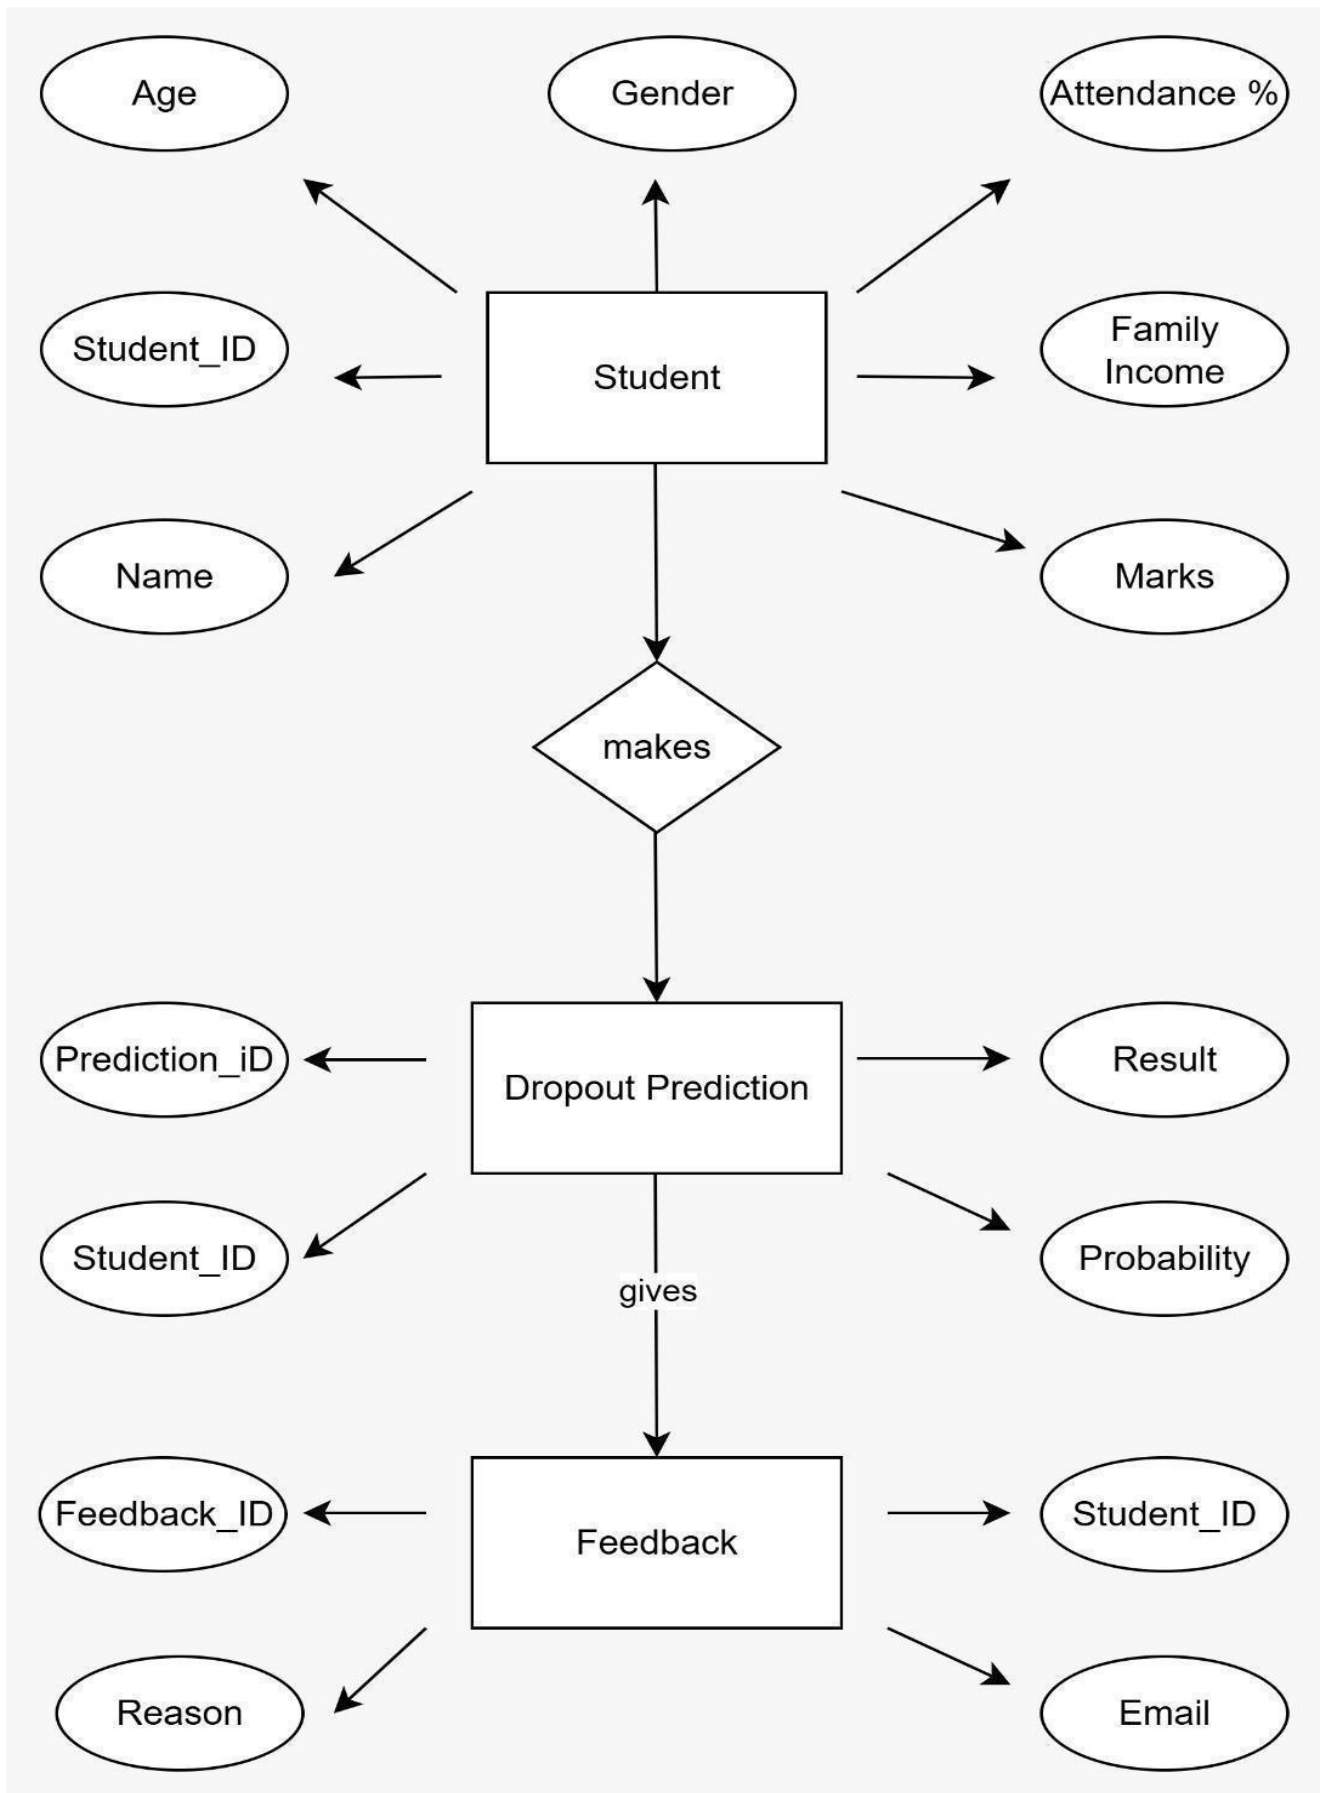 Age
Gender
Attendance %
Student_ID
Student
Family
Income
Name
Marks
makes
Prediction_iD
Dropout Prediction
Result
Student_ID
gives
Probability
Feedback_ID
Feedback
Student_ID
Reason
Email